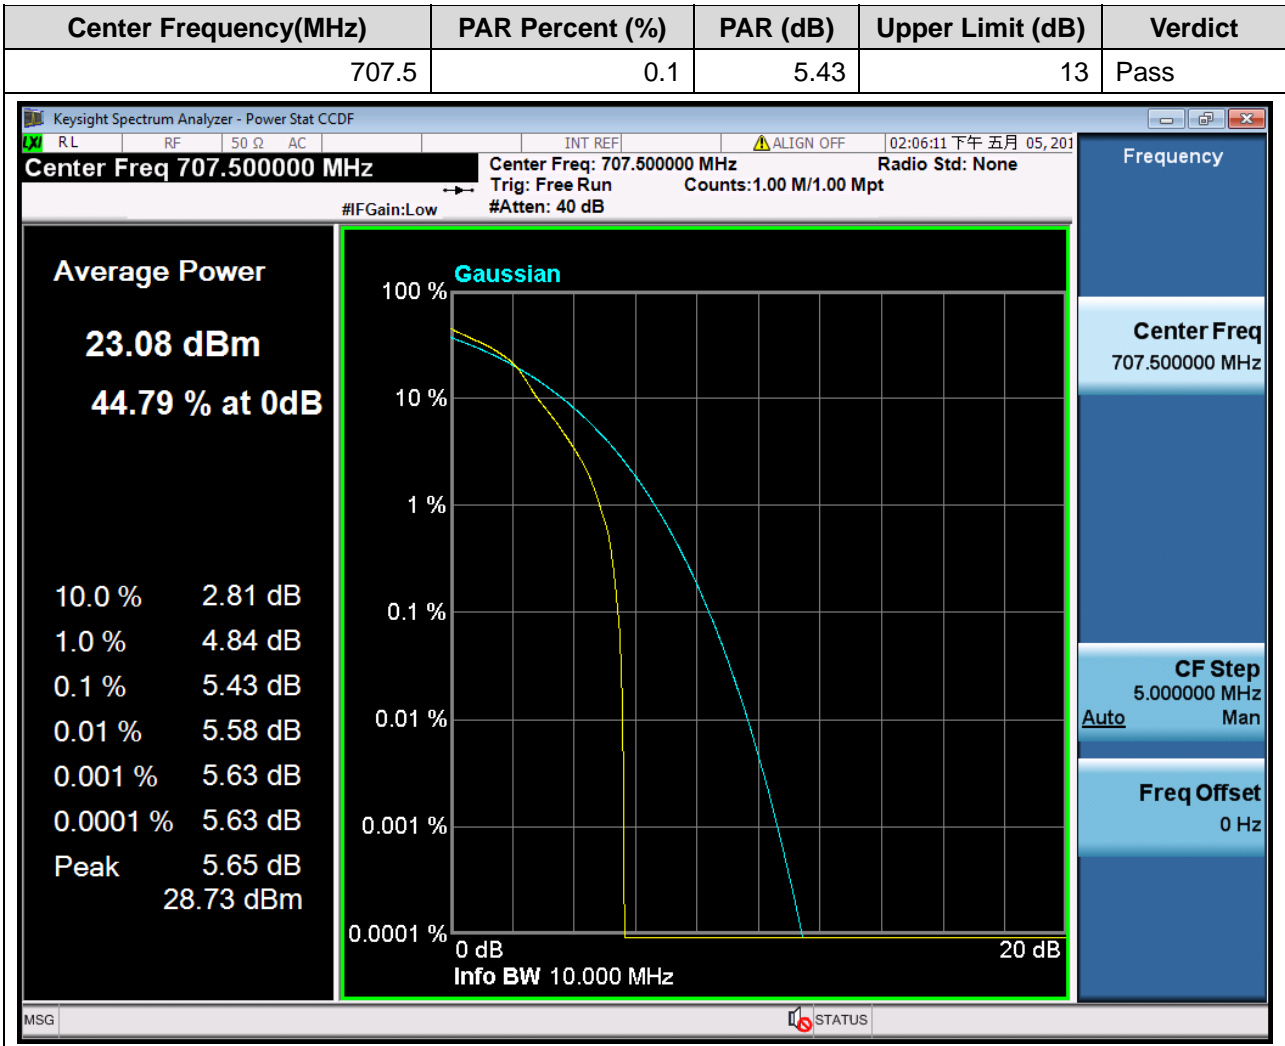 Center Frequency(MHz) PAR Percent (%) PAR (dB) Upper Limit (dB) Verdict
707.5 0.1 5.43 13 Pass
Keysight Spectrum Analyzer - Power Stat CCDF
LXI RL RF 50 Ω AC INT REF ALIGN OFF 02:06:11 下午 五月 05, 201
Center Freq 707.500000 MHz
Center Freq: 707.500000 MHz Radio Std: None
Trig: Free Run Counts:1.00 M/1.00 Mpt
#IFGain:Low #Atten: 40 dB
Average Power
23.08 dBm
44.79 % at 0dB
10.0 % 2.81 dB
1.0 % 4.84 dB
0.1 % 5.43 dB
0.01 % 5.58 dB
0.001 % 5.63 dB
0.0001 % 5.63 dB
Peak 5.65 dB
28.73 dBm
Gaussian
100 %
10 %
1 %
0.1 %
0.01 %
0.001 %
0.0001 %
0 dB 20 dB
Info BW 10.000 MHz
Frequency
Center Freq
707.500000 MHz
CF Step
5.000000 MHz
Auto Man
Freq Offset
0 Hz
MSG STATUS